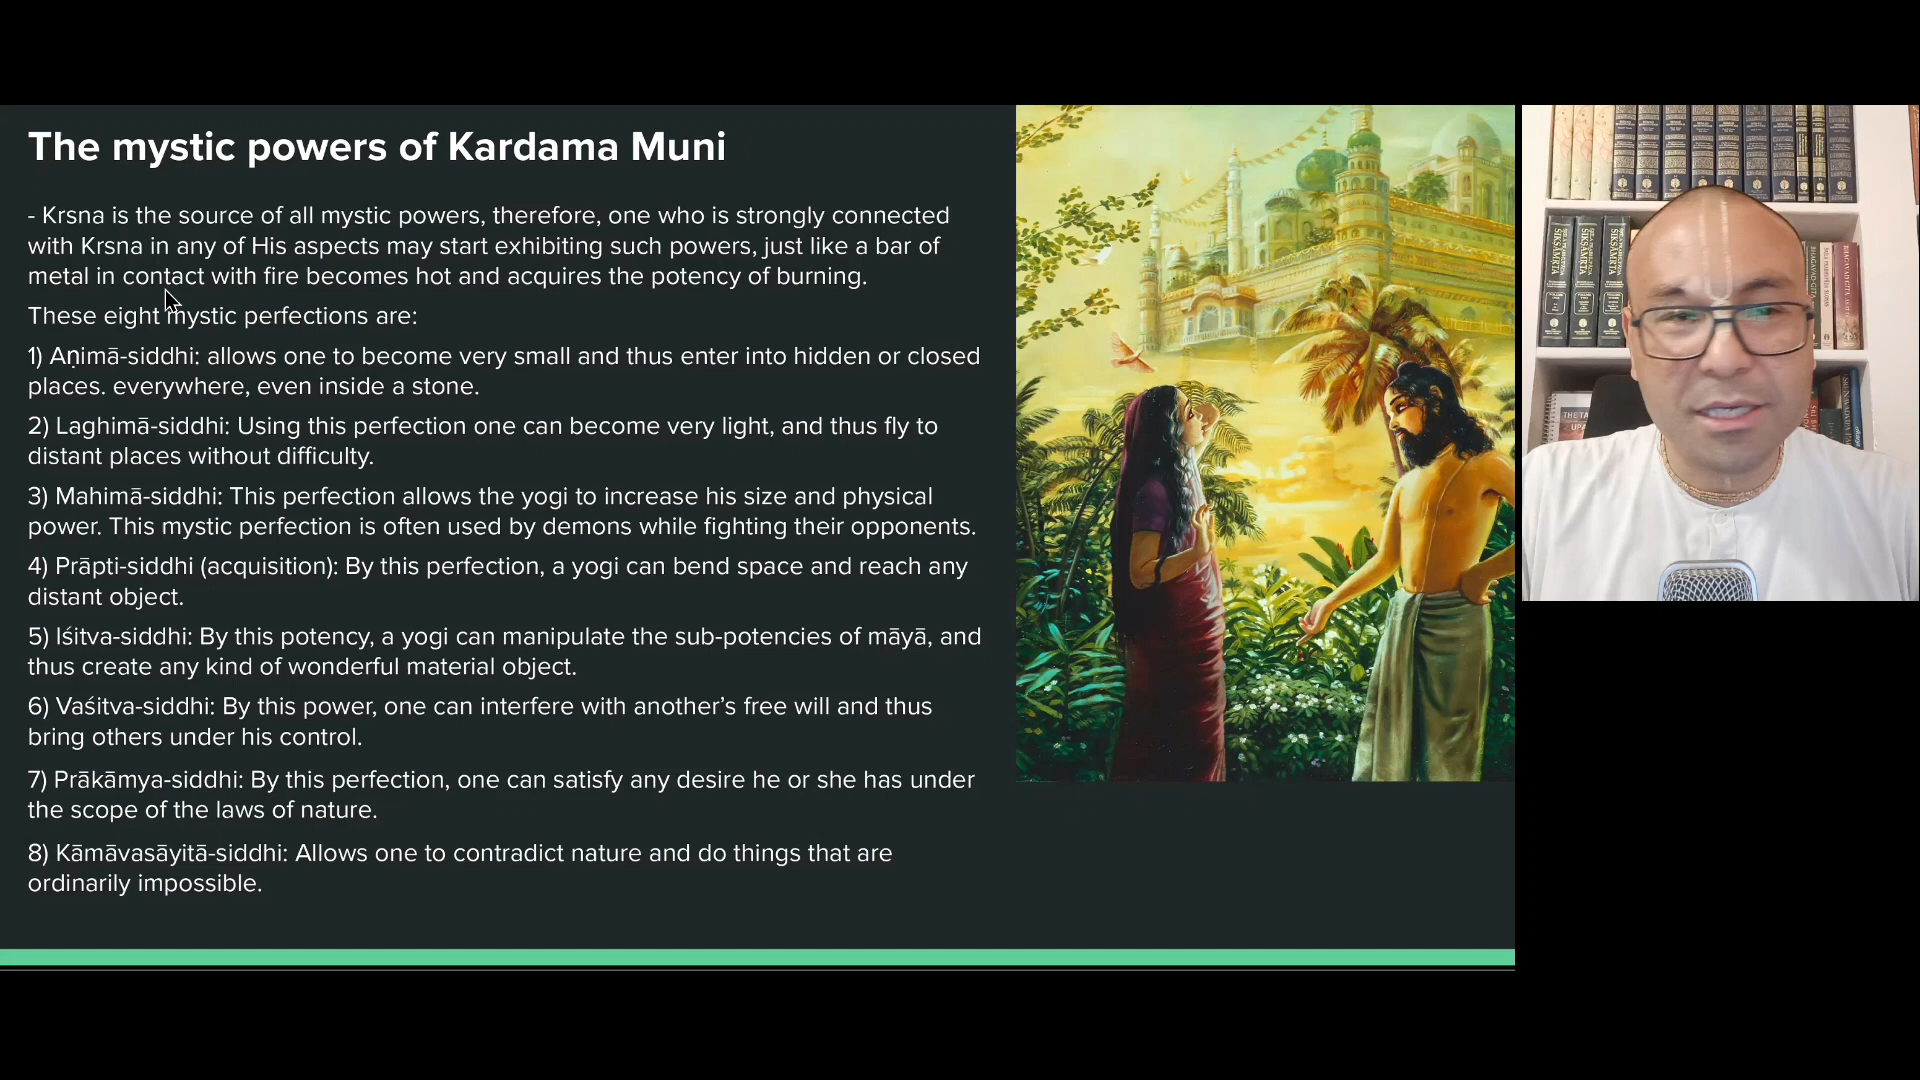 The mystic powers of Kardama Muni
- Krsna is the source of all mystic powers, therefore, one who is strongly connected
with Krsna in any of His aspects may start exhibiting such powers, just like a bar of
metal in contact with fire becomes hot and acquires the potency of burning.
These eight mystic perfections are:
1) Aṇimā-siddhi: allows one to become very small and thus enter into hidden or closed
places. everywhere, even inside a stone.
2) Laghimā-siddhi: Using this perfection one can become very light, and thus fly to
distant places without difficulty.
3) Mahimā-siddhi: This perfection allows the yogi to increase his size and physical
power. This mystic perfection is often used by demons while fighting their opponents.
4) Prāpti-siddhi (acquisition): By this perfection, a yogi can bend space and reach any
distant object.
5) Iśitva-siddhi: By this potency, a yogi can manipulate the sub-potencies of māyā, and
thus create any kind of wonderful material object.
6) Vaśitva-siddhi: By this power, one can interfere with another’s free will and thus
bring others under his control.
7) Prākāmya-siddhi: By this perfection, one can satisfy any desire he or she has under
the scope of the laws of nature.
8) Kāmāvasāyitā-siddhi: Allows one to contradict nature and do things that are
ordinarily impossible.
ŚIKṢĀMṚTA
ŚIKṢĀMṚTA
ŚIKṢĀMṚTA